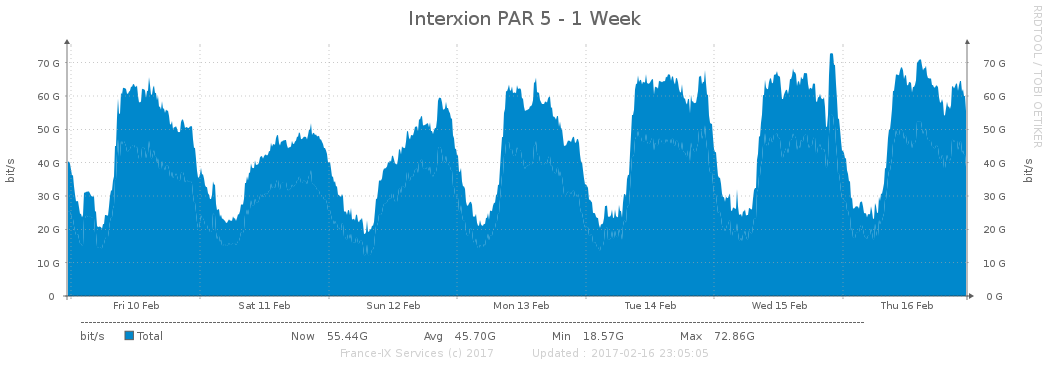 Interxion PAR 5 - 1 Week
RRDTOOL / TOBI OETIKER
bit/s
bit/s
70 G 70 G
60 G 60 G
50 G 50 G
40 G 40 G
30 G 30 G
20 G 20 G
10 G 10 G
0 0 G
Fri 10 Feb Sat 11 Feb Sun 12 Feb Mon 13 Feb Tue 14 Feb Wed 15 Feb Thu 16 Feb
bit/s Total Now 55.44G Avg 45.70G Min 18.57G Max 72.86G
France-IX Services (c) 2017 Updated : 2017-02-16 23:05:05